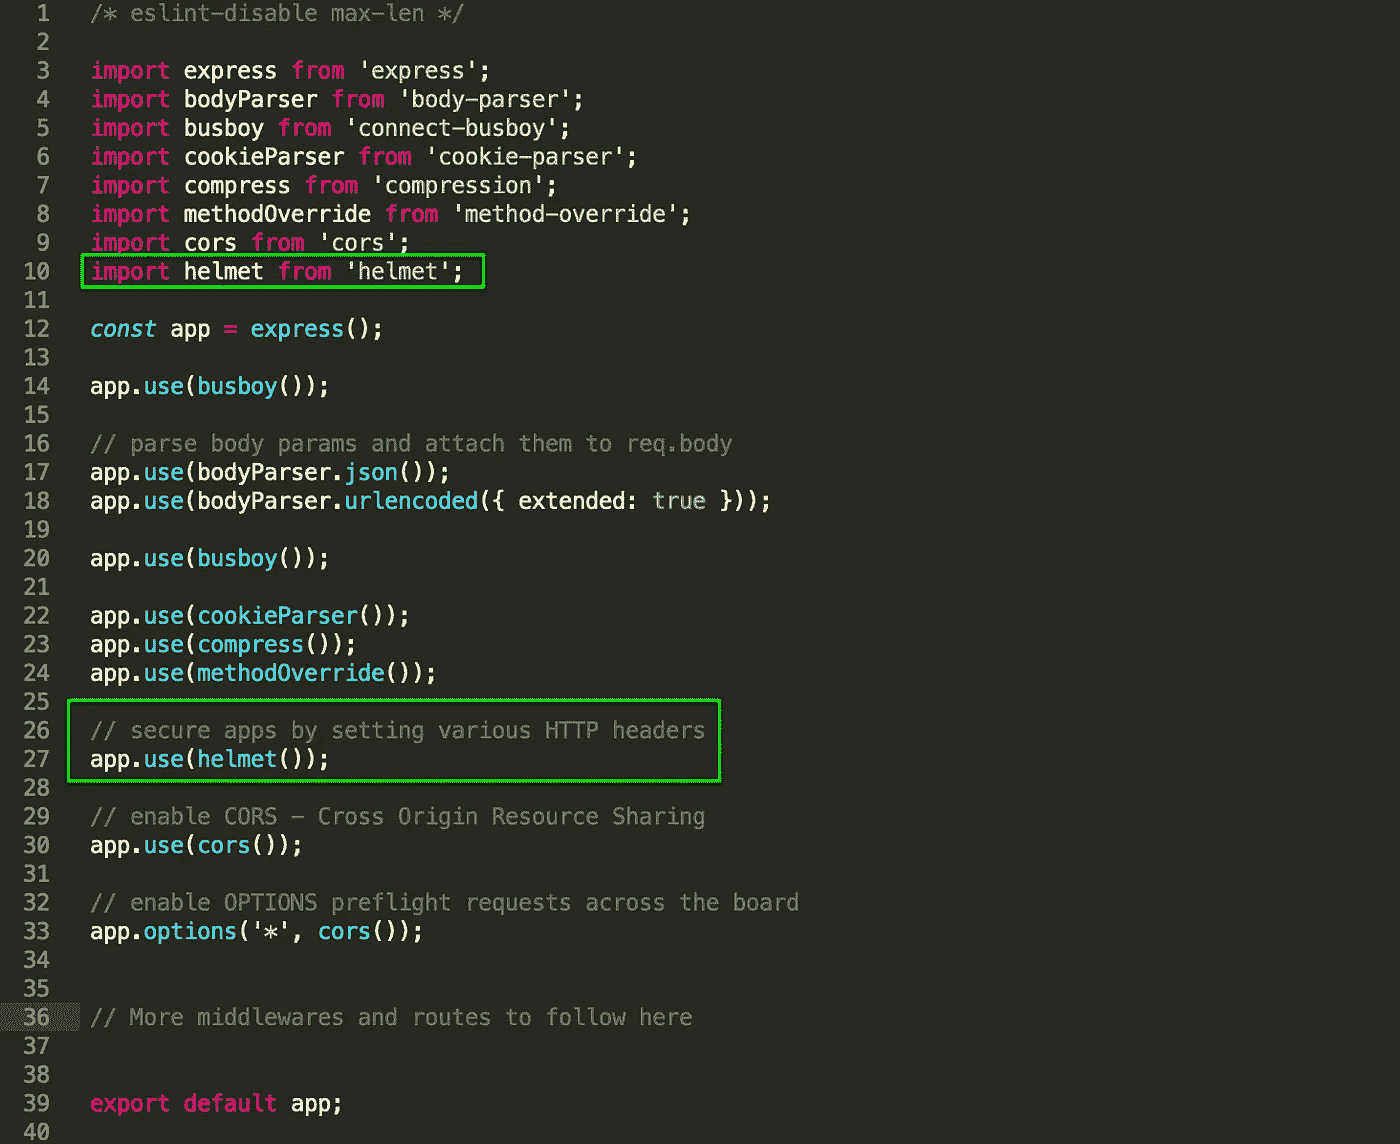 1 /* eslint-disable max-len */
2
3 import express from 'express';
4 import bodyParser from 'body-parser';
5 import busboy from 'connect-busboy';
6 import cookieParser from 'cookie-parser';
7 import compress from 'compression';
8 import methodOverride from 'method-override';
9 import cors from 'cors';
10 import helmet from 'helmet';
11
12 const app = express();
13
14 app.use(busboy());
15
16 // parse body params and attach them to req.body
17 app.use(bodyParser.json());
18 app.use(bodyParser.urlencoded({ extended: true }));
19
20 app.use(busboy());
21
22 app.use(cookieParser());
23 app.use(compress());
24 app.use(methodOverride());
25
26 // secure apps by setting various HTTP headers
27 app.use(helmet());
28
29 // enable CORS – Cross Origin Resource Sharing
30 app.use(cors());
31
32 // enable OPTIONS preflight requests across the board
33 app.options('*', cors());
34
35
36 // More middlewares and routes to follow here
37
38
39 export default app;
40